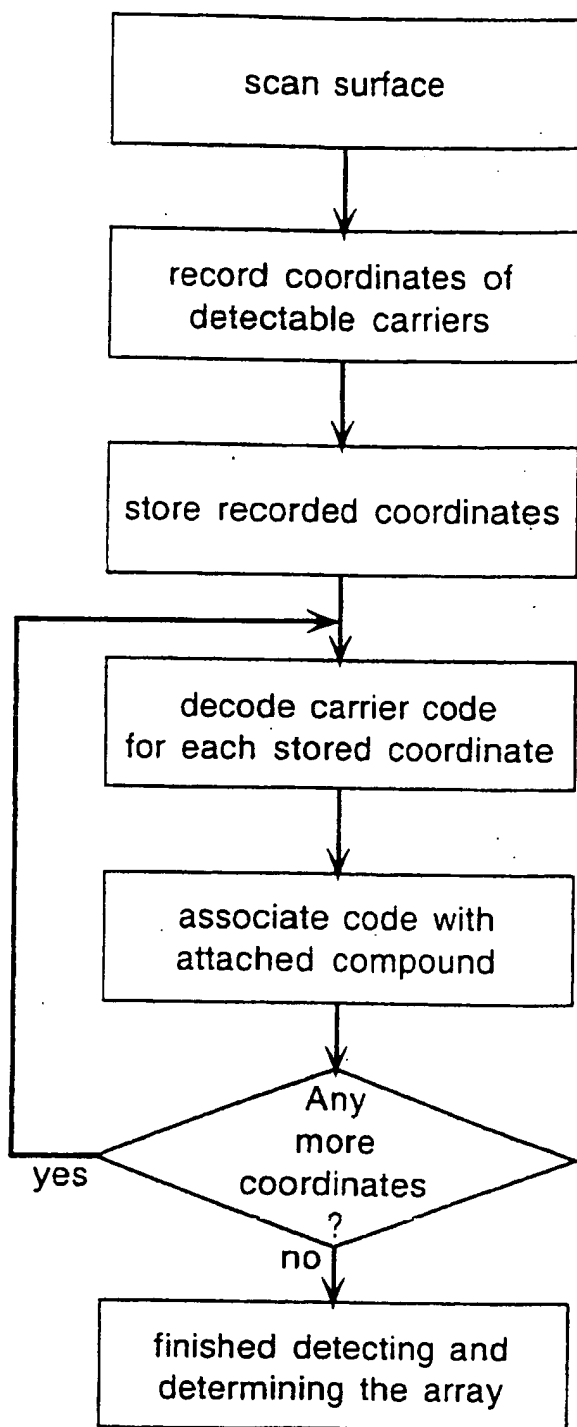 scan surface
record coordinates of
detectable carriers
store recorded coordinates
decode carrier code
for each stored coordinate
associate code with
attached compound
Any
more
coordinates
?
yes
no
finished detecting and
determining the array